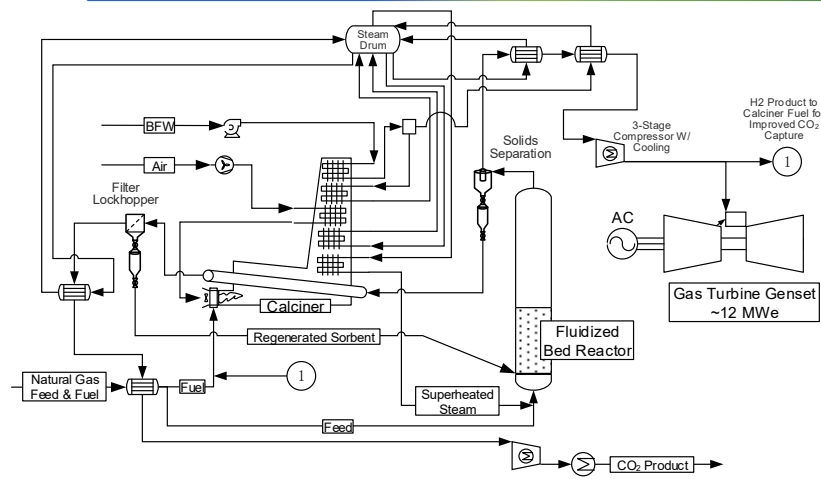 Steam
Drum
H2 Product to
Calciner Fuel for
Improved CO₂
Capture
BFW
3-Stage
Compressor W/
Cooling
1
Solids
Separation
Air
Filter
Lockhopper
AC
Gas Turbine Genset
~12 MWe
Calciner
Regenerated Sorbent
Fluidized
Bed Reactor
Natural Gas
Feed & Fuel
Fuel
1
Superheated
Steam
Feed
CO₂ Product